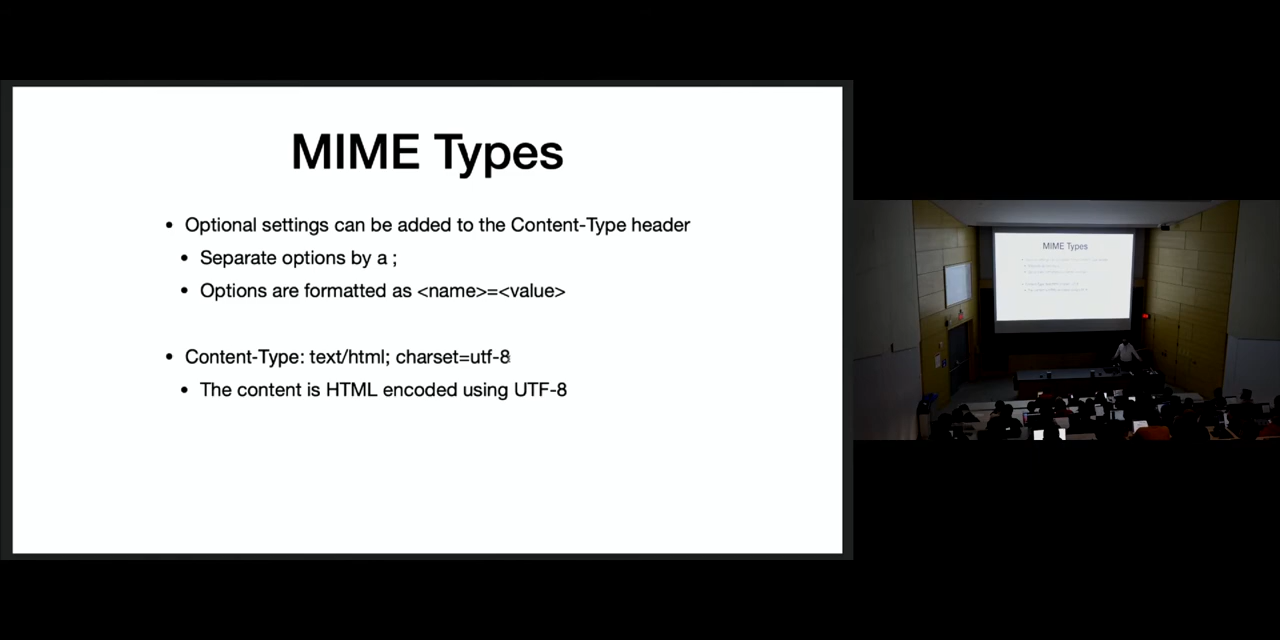 MIME Types
• Optional settings can be added to the Content-Type header
• Separate options by a ;
• Options are formatted as <name>=<value>
• Content-Type: text/html; charset=utf-8
• The content is HTML encoded using UTF-8
MIME Types